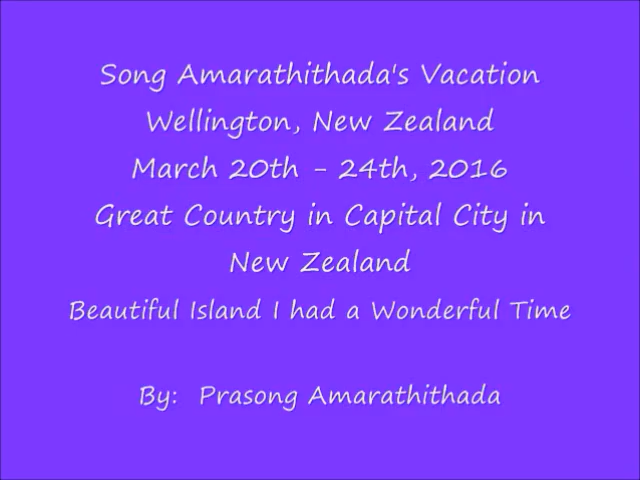 Song Amarathithada's Vacation
Wellington, New Zealand
March 20th - 24th, 2016
Great Country in Capital City in
New Zealand
Beautiful Island I had a Wonderful Time
By:  Prasong Amarathithada